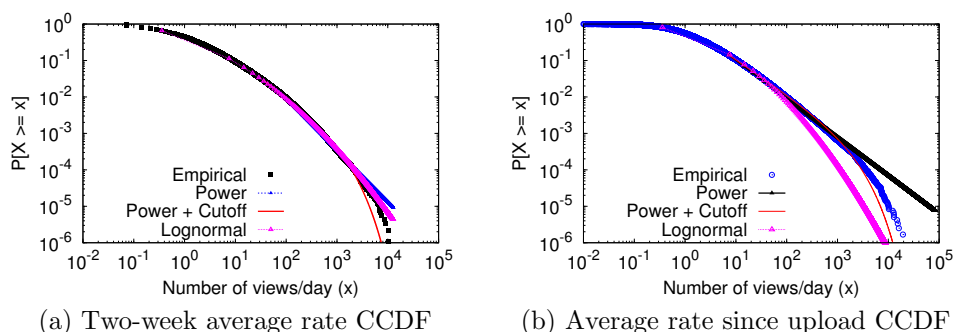 10^0
10^-1
10^-2
10^-3
10^-4
10^-5
10^-6
P[X >= x]
Empirical
Power
Power + Cutoff
Lognormal
10^-2 10^-1 10^0 10^1 10^2 10^3 10^4 10^5
Number of views/day (x)
(a) Two-week average rate CCDF
10^0
10^-1
10^-2
10^-3
10^-4
10^-5
10^-6
P[X >= x]
Empirical
Power
Power + Cutoff
Lognormal
10^-2 10^-1 10^0 10^1 10^2 10^3 10^4 10^5
Number of views/day (x)
(b) Average rate since upload CCDF